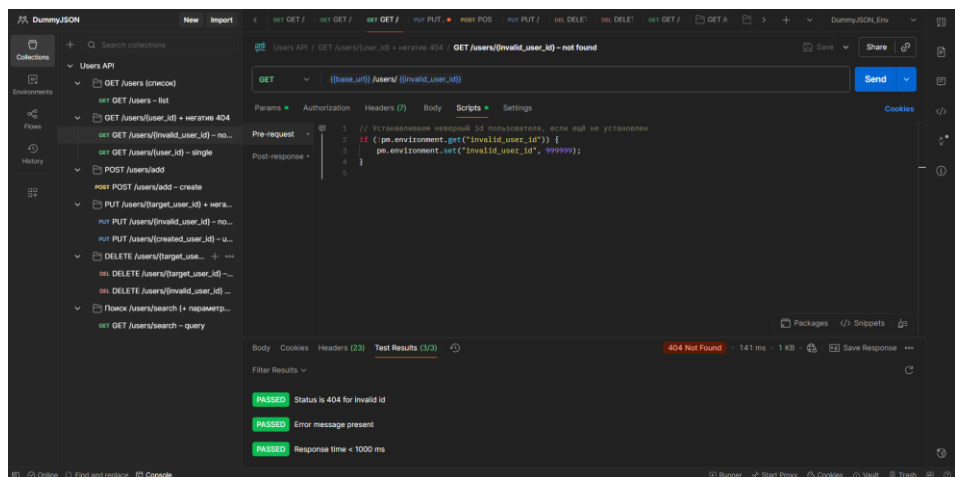 DummyJSON
New Import
GET GET / GET GET / GET GET / PUT PUT , POST POS PUT PUT / DEL DELET DEL DELET GET GET / GET / DummyJSON_Env
Collections
Environments
Flows
History
Search collections
Users API
GET /users (список)
GET GET /users – list
GET /users/{user_id} + негатив 404
GET GET /users/{invalid_user_id} – no...
GET GET /users/{user_id} – single
POST /users/add
POST POST /users/add – create
PUT /users/{target_user_id} + нега...
PUT PUT /users/{invalid_user_id} – no...
PUT PUT /users/{created_user_id} – u...
DELETE /users/{target_use...
DEL DELETE /users/{target_user_id} –...
DEL DELETE /users/{invalid_user_id} ...
Поиск /users/search (+ параметр...
GET GET /users/search – query
Users API / GET /users/{user_id} + негатив 404 / GET /users/{invalid_user_id} – not found
Save Share
GET {{base_url}} /users/ {{invalid_user_id}}
Send
Params Authorization Headers (7) Body Scripts Settings
Cookies
Pre-request
Post-response
1 // Устанавливаем неверный id пользователя, если ещё не установлен
2 if (!pm.environment.get("invalid_user_id")) {
3 pm.environment.set("invalid_user_id", 999999);
4 }
5
Packages </> Snippets
Body Cookies Headers (23) Test Results (3/3)
404 Not Found · 141 ms · 1 KB · Save Response
Filter Results
PASSED Status is 404 for invalid id
PASSED Error message present
PASSED Response time < 1000 ms
Online Find and replace Console
Runner Start Proxy Cookies Vault Trash